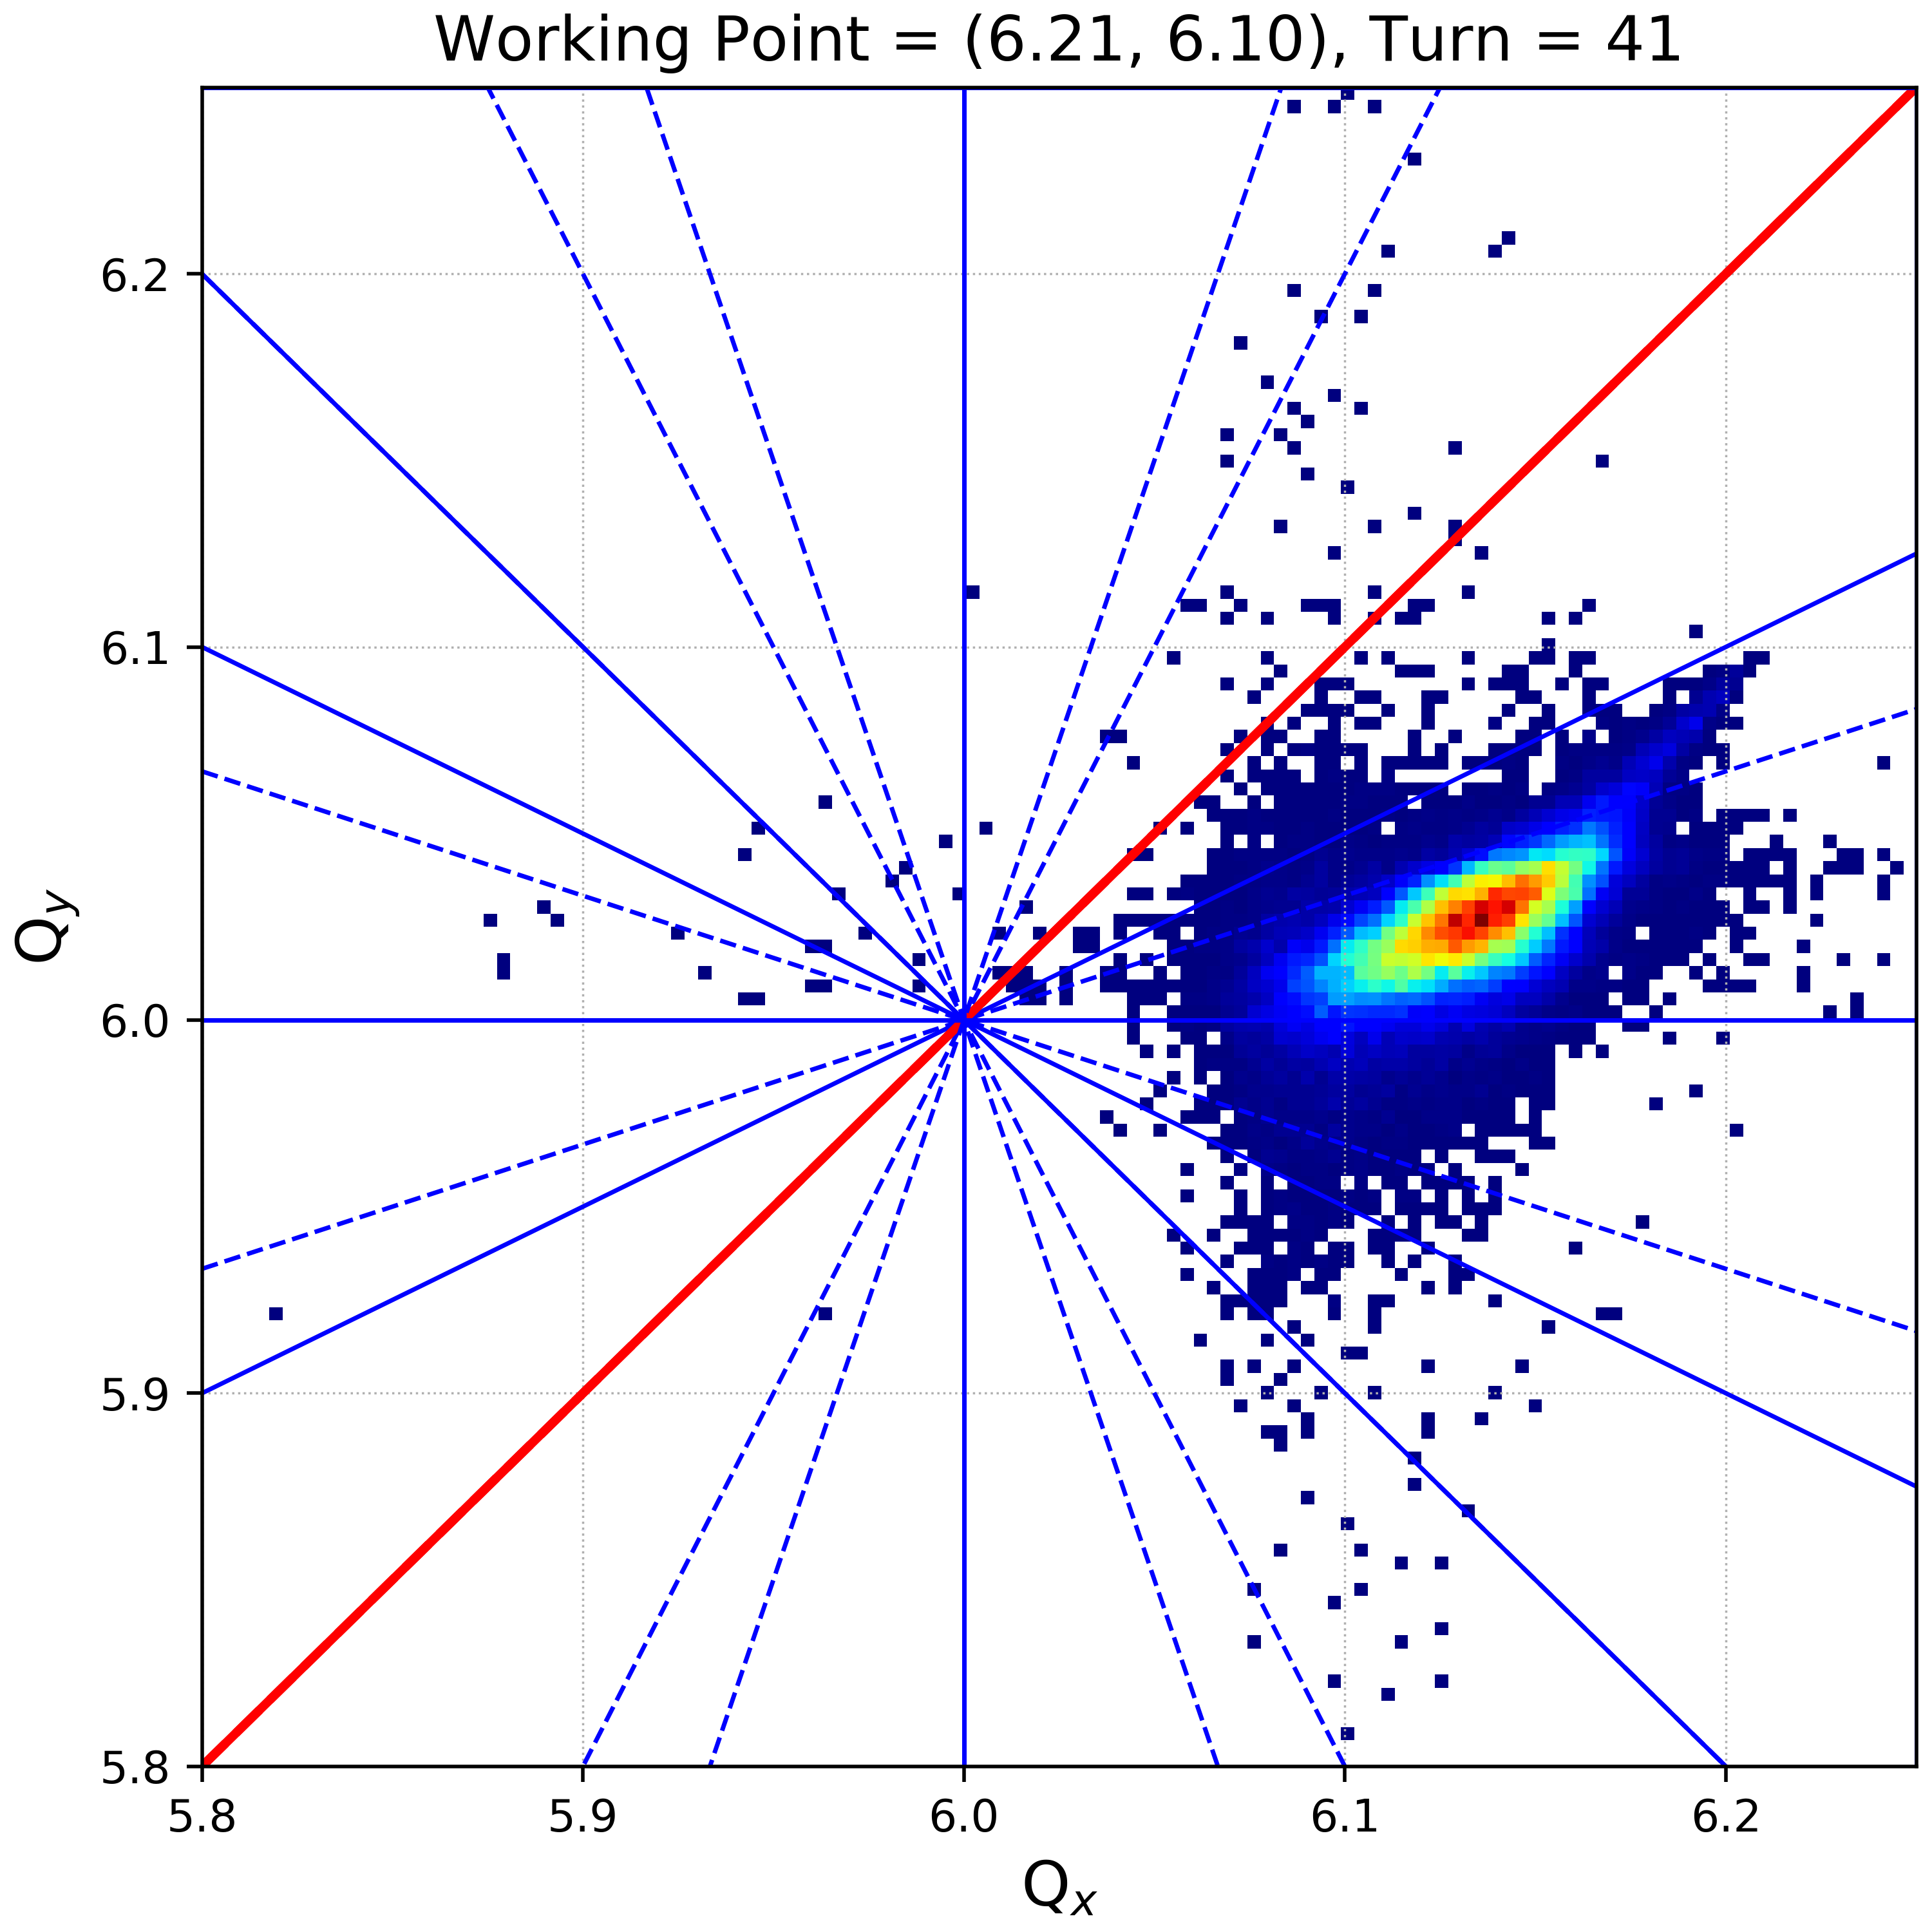 Working Point = (6.21, 6.10), Turn = 41
6.2
6.1
6.0
5.9
5.8
Qy
5.8 5.9 6.0 6.1 6.2
Qx